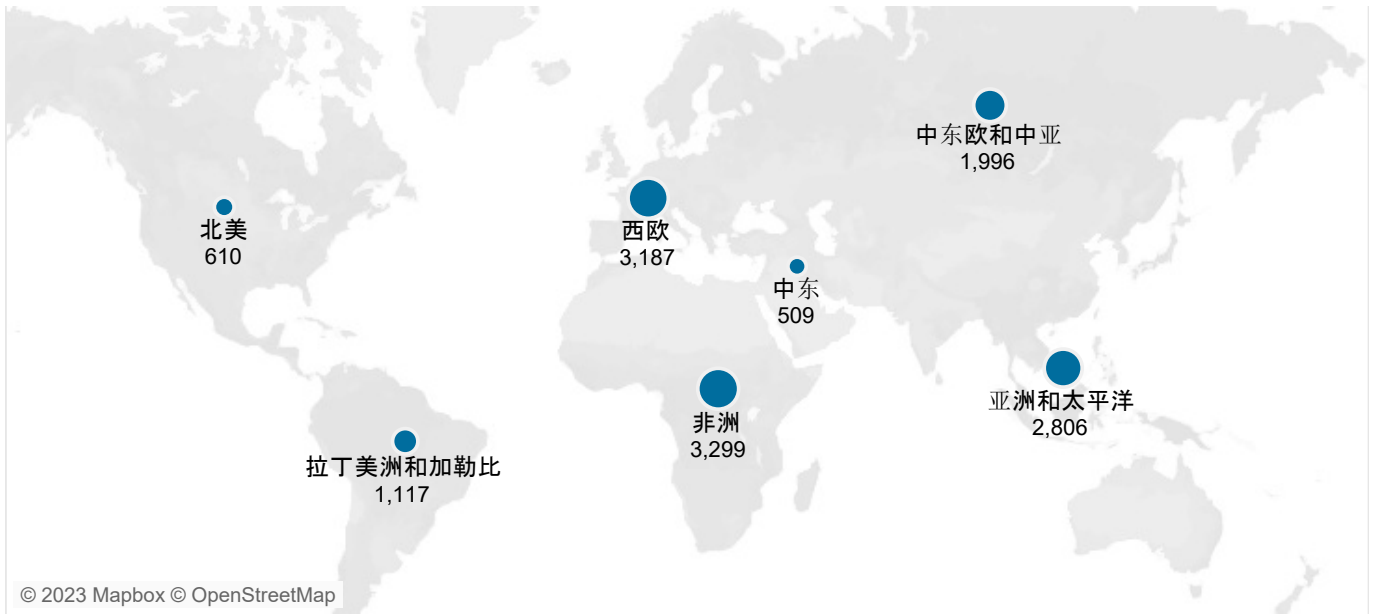 中东欧和中亚
1,996
北美
610
西欧
3,187
中东
509
亚洲和太平洋
2,806
非洲
3,299
拉丁美洲和加勒比
1,117
© 2023 Mapbox © OpenStreetMap